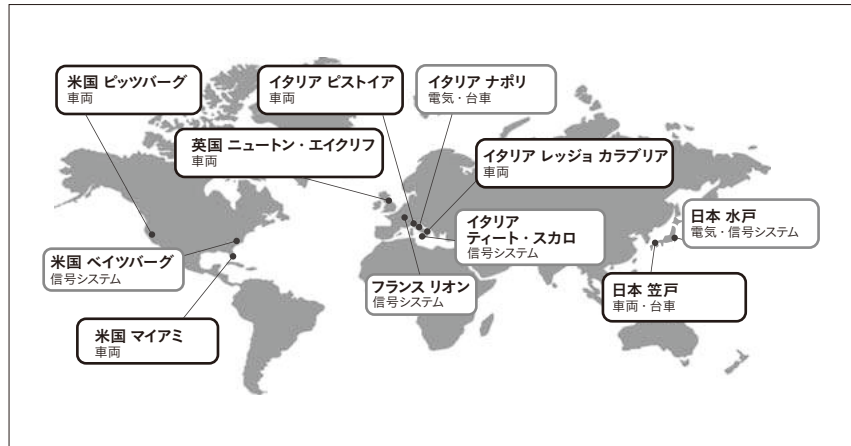 米国 ピッツバーグ
車両
イタリア ピストイア
車両
イタリア ナポリ
電気・台車
英国 ニュートン・エイクリフ
車両
イタリア レッジョ カラブリア
車両
日本 水戸
電気・信号システム
イタリア
ティート・スカロ
信号システム
米国 ベイツバーグ
信号システム
フランス リオン
信号システム
日本 笠戸
車両・台車
米国 マイアミ
車両